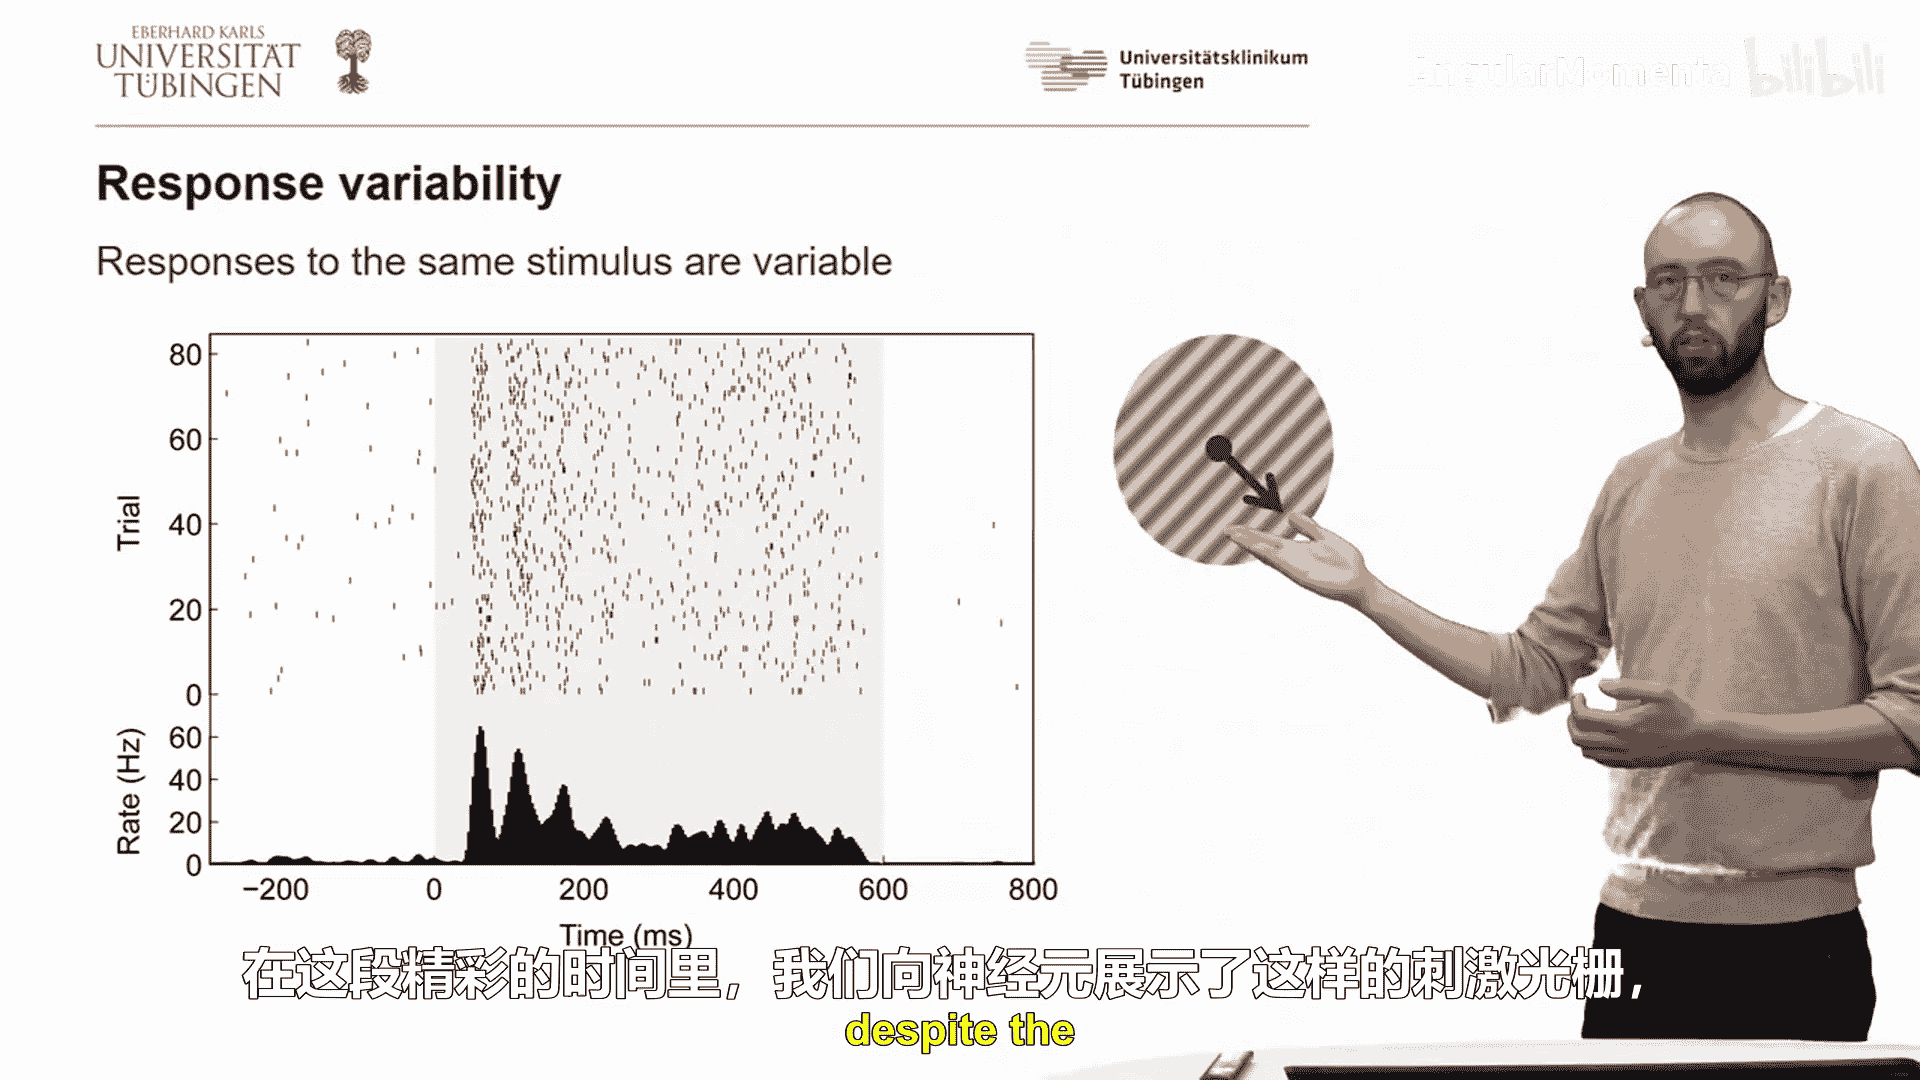 EBERHARD KARLS
UNIVERSITÄT
TÜBINGEN
Universitätsklinikum
Tübingen
AngularMomenta
bilibili
Response variability
Responses to the same stimulus are variable
80
60
40
20
0
Trial
60
40
20
0
Rate (Hz)
−200 0 200 400 600 800
Time (ms)
在这段精彩的时间里，我们向神经元展示了这样的刺激光栅，
despite the